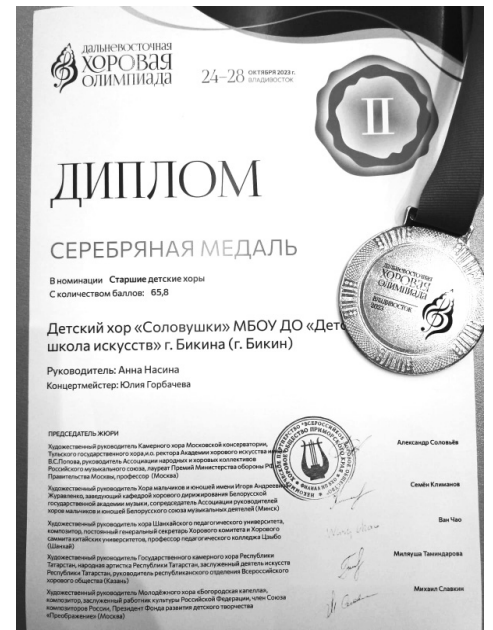 ДАЛЬНЕВОСТОЧНАЯ
ХОРОВАЯ
ОЛИМПИАДА
24–28 ОКТЯБРЯ 2023 г.
ВЛАДИВОСТОК
II
ДИПЛОМ
СЕРЕБРЯНАЯ МЕДАЛЬ
В номинации Старшие детские хоры
С количеством баллов: 65,8
ДАЛЬНЕВОСТОЧНАЯ
ХОРОВАЯ
ОЛИМПИАДА
ВЛАДИВОСТОК
2023
Детский хор «Соловушки» МБОУ ДО «Детс
школа искусств» г. Бикина (г. Бикин)
Руководитель: Анна Насина
Концертмейстер: Юлия Горбачева
ПРЕДСЕДАТЕЛЬ ЖЮРИ
Художественный руководитель Камерного хора Московской консерватории,
Тульского государственного хора,и.о. ректора Академии хорового искусства
В.С.Попова, руководитель Ассоциации народных и хоровых коллективов
Российского музыкального союза, лауреат Премий Министерства обороны
Правительства Москвы, профессор (Москва)
Александр Соловьёв
Художественный руководитель Хора мальчиков и юношей имени Игоря
Журавленко, заведующий кафедрой хорового дирижирования Белорусской
государственной академии музыки, сопредседатель Ассоциации руководителей
хоров мальчиков и юношей Белорусского союза музыкальных деятелей (Минск)
Семён Климанов
Художественный руководитель хора Шанхайского педагогического университета,
композитор, постоянный генеральный секретарь Хорового комитета и Хорового
саммита китайских университетов, профессор педагогического колледжа Цзыбо
(Шанхай)
Ван Чао
Художественный руководитель Государственного камерного хора Республики
Татарстан, народная артистка Республики Татарстан, заслуженный деятель искусств
Республики Татарстан, руководитель республиканского отделения Всероссийского
хорового общества (Казань)
Миляуша Таминдарова
Художественный руководитель Молодёжного хора «Богородская капелла»,
композитор, заслуженный работник культуры Российской Федерации, член Союза
композиторов России, Президент Фонда развития детского творчества
«Преображение» (Москва)
Михаил Славкин